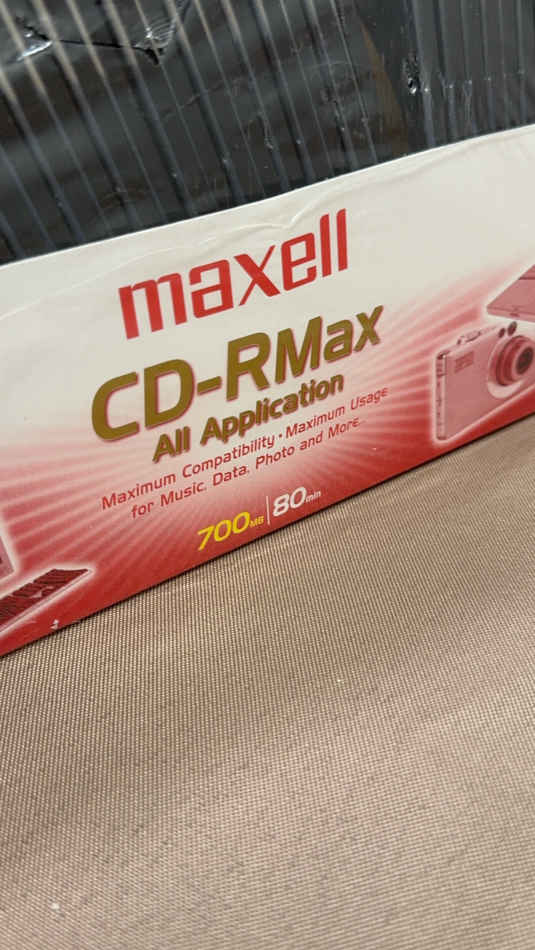 maxell
CD-RMax
All Application
Maximum Compatibility • Maximum Usage
for Music, Data, Photo and More..
700MB | 80min